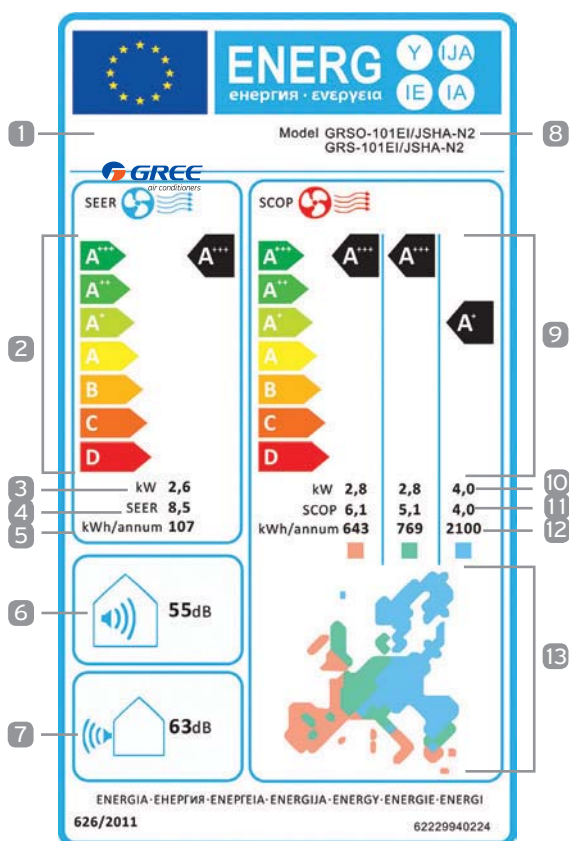 ENERG
енергия · ενεργεια
Y IJA
IE IA
1
Model GRSO-101EI/JSHA-N2
GRS-101EI/JSHA-N2
8
GREE
air conditioners
SEER
SCOP
2
A+++
A++
A+
A
B
C
D
A+++
A+++
A++
A+
A
B
C
D
A+++
A+++
A+
9
3
kW 2,6
4
SEER 8,5
5
kWh/annum 107
kW 2,8 2,8 4,0
10
SCOP 6,1 5,1 4,0
11
kWh/annum 643 769 2100
12
6
55dB
7
63dB
13
ENERGIA·ЕНЕРГИЯ·ΕΝΕΡΓΕΙΑ·ENERGIJA·ENERGY·ENERGIE·ENERGI
626/2011
62229940224